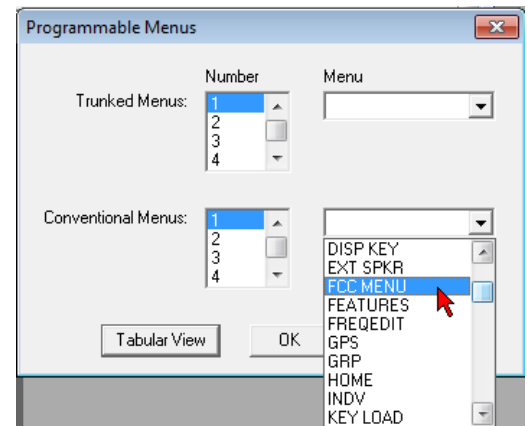 Programmable Menus
Number Menu
Trunked Menus: 1
2
3
4
Conventional Menus: 1
2
3
4
DISP KEY
EXT SPKR
FCC MENU
FEATURES
FREQEDIT
GPS
GRP
HOME
INDV
KEY LOAD
Tabular View OK